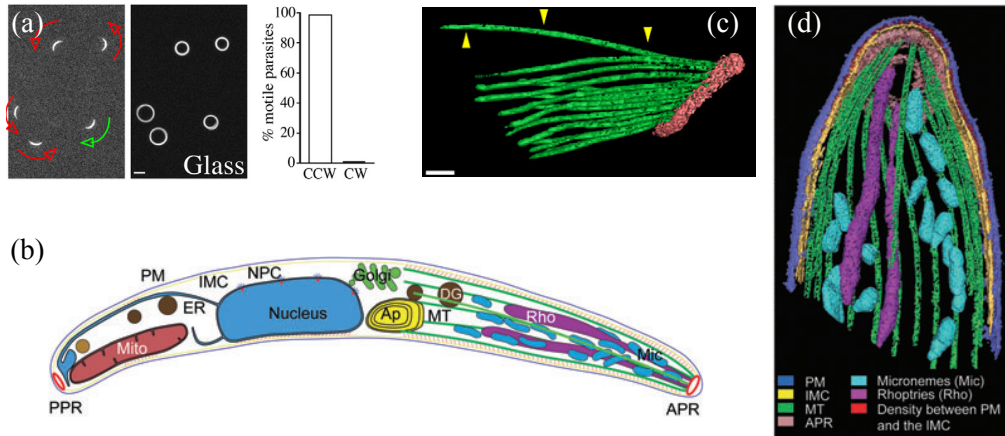 (a)
Glass
% motile parasites
100
80
60
40
20
0
CCW CW
(c)
(d)
(b)
PM
IMC
NPC
Golgi
ER
Nucleus
Ap
DG
MT
Rho
Mito
Mic
PPR
APR
PM
IMC
MT
APR
Micronemes (Mic)
Rhoptries (Rho)
Density between PM
and the IMC